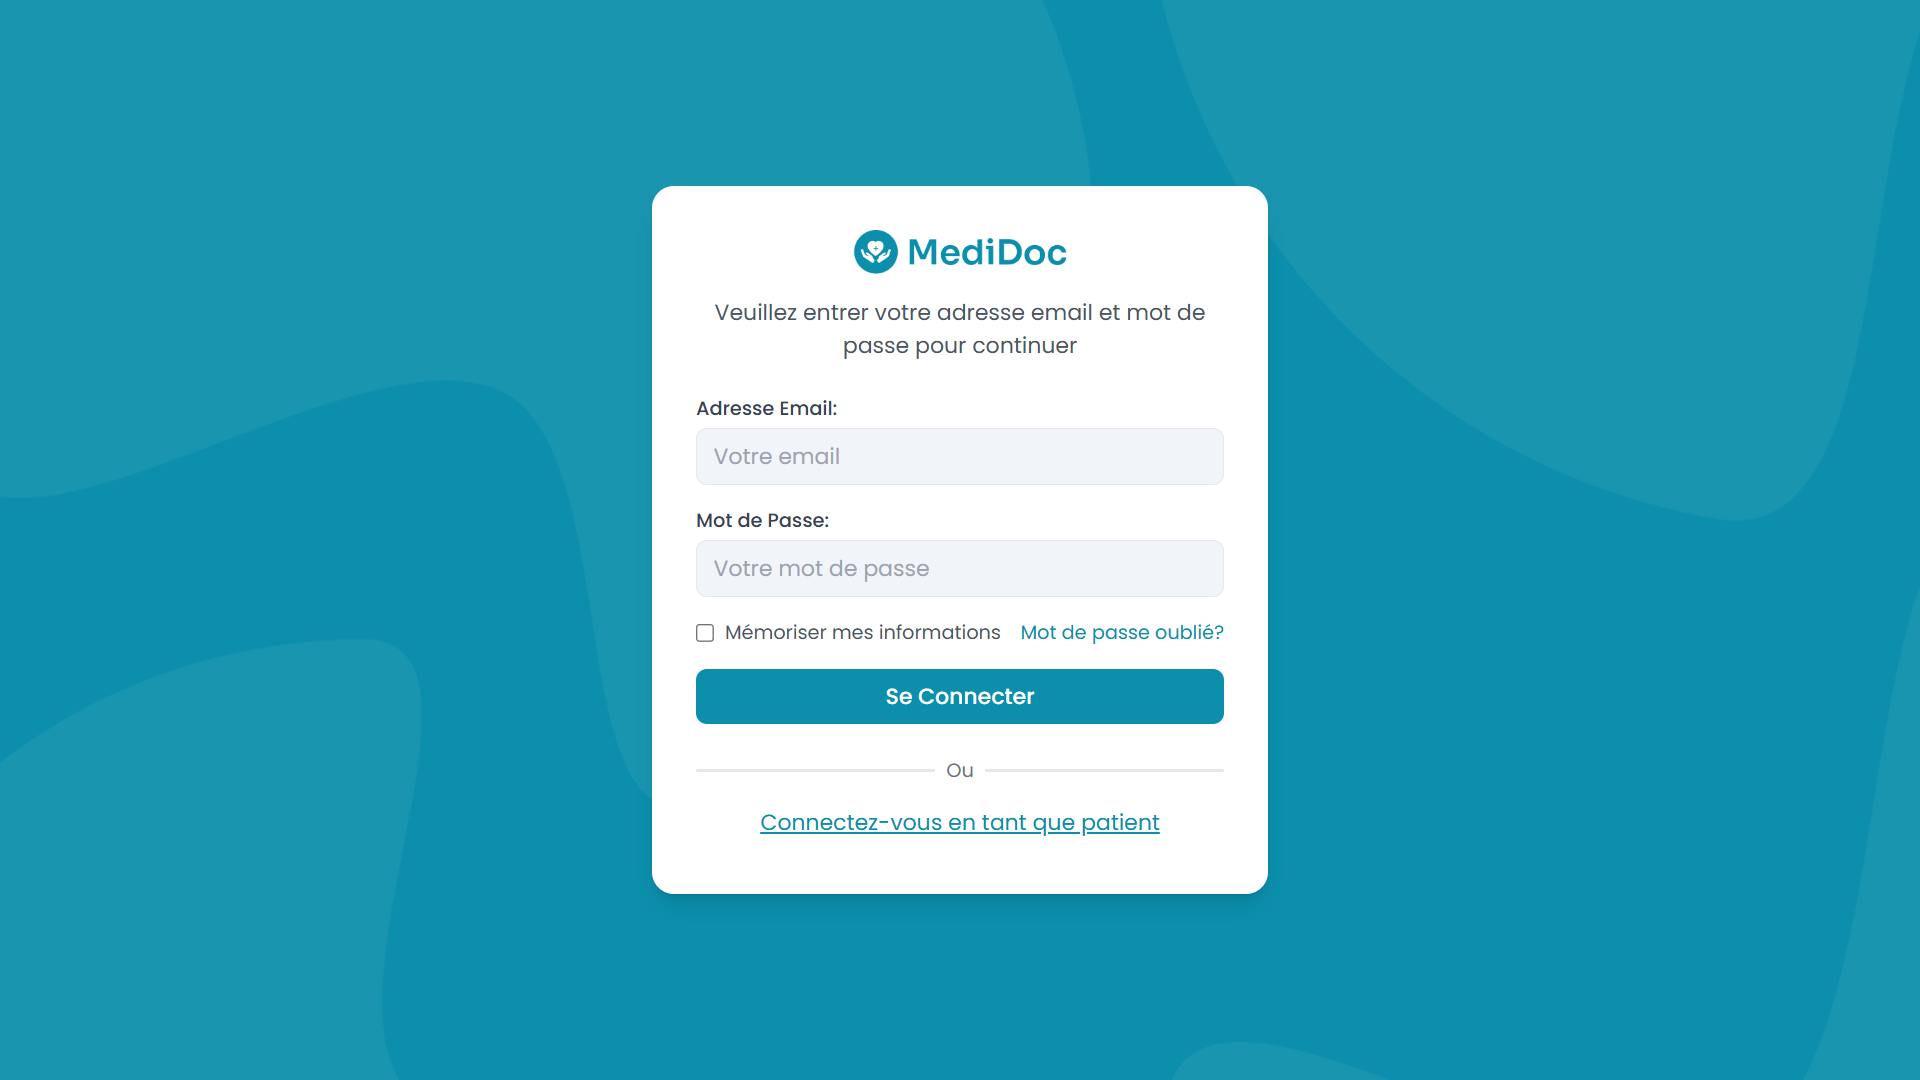 MediDoc
Veuillez entrer votre adresse email et mot de
passe pour continuer
Adresse Email:
Votre email
Mot de Passe:
Votre mot de passe
Mémoriser mes informations Mot de passe oublié?
Se Connecter
Ou
Connectez-vous en tant que patient